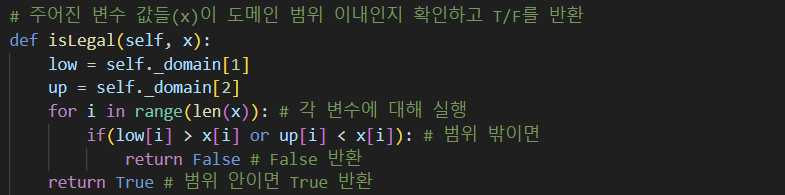 # 주어진 변수 값들(x)이 도메인 범위 이내인지 확인하고 T/F를 반환
def isLegal(self, x):
    low = self._domain[1]
    up = self._domain[2]
    for i in range(len(x)): # 각 변수에 대해 실행
        if(low[i] > x[i] or up[i] < x[i]): # 범위 밖이면
            return False # False 반환
    return True # 범위 안이면 True 반환